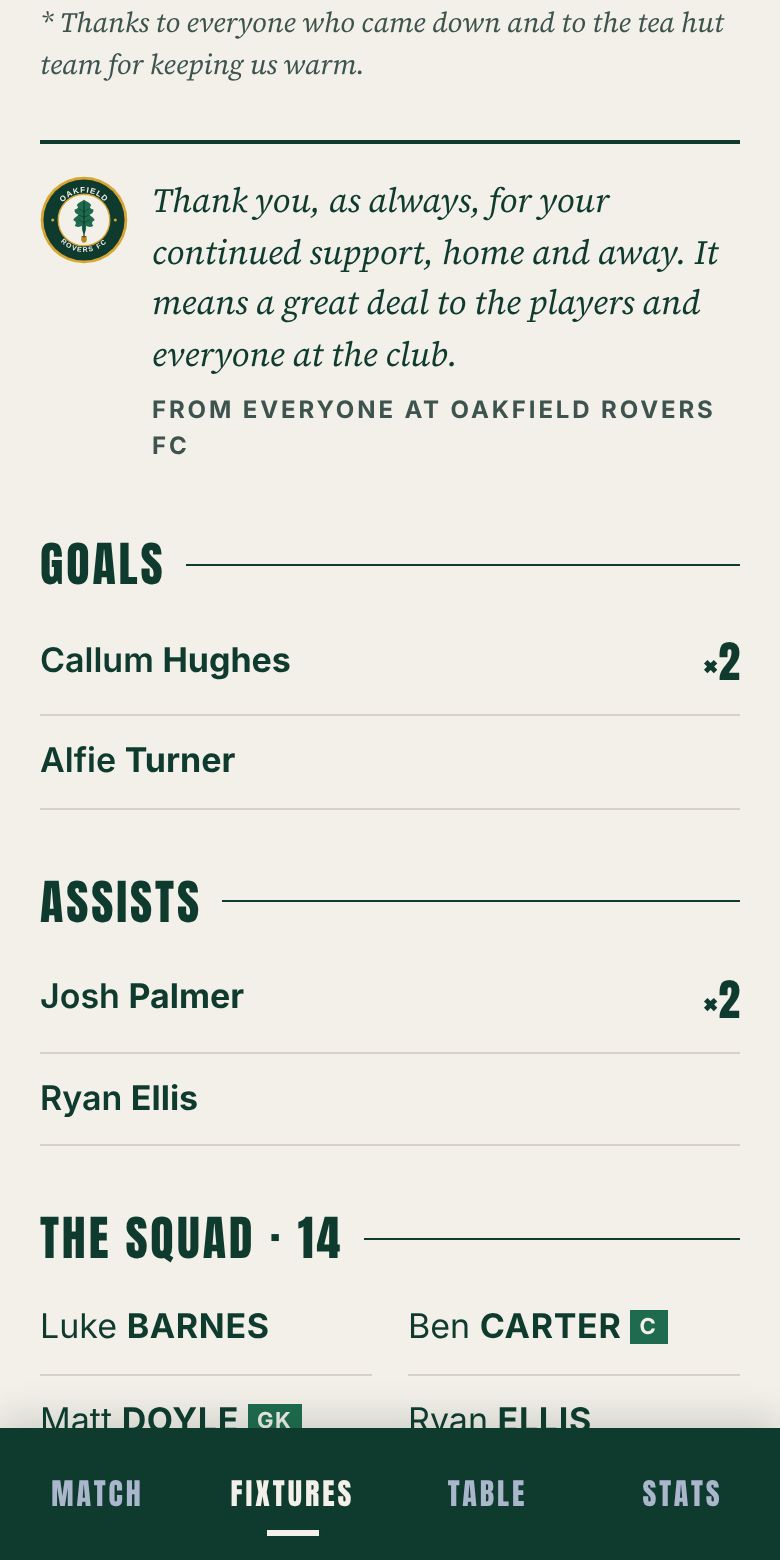 * Thanks to everyone who came down and to the tea hut
team for keeping us warm.
OAKFIELD
ROVERS FC
Thank you, as always, for your
continued support, home and away. It
means a great deal to the players and
everyone at the club.
FROM EVERYONE AT OAKFIELD ROVERS
FC
GOALS
Callum Hughes ×2
Alfie Turner
ASSISTS
Josh Palmer ×2
Ryan Ellis
THE SQUAD · 14
Luke BARNES Ben CARTER C
Matt DOYLE GK Ryan ELLIS
MATCH FIXTURES TABLE STATS